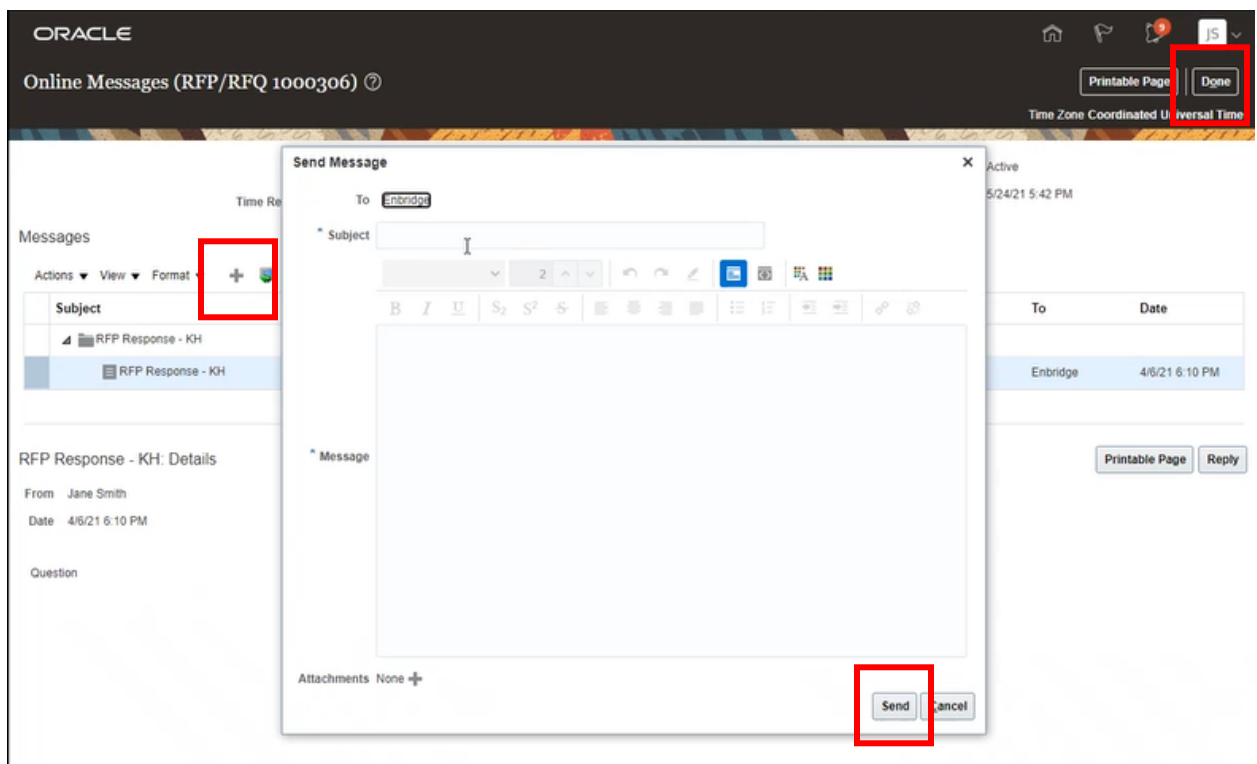 ORACLE
9
JS
Online Messages (RFP/RFQ 1000306)
Printable Page Done
Time Zone Coordinated Universal Time
Send Message
Active
Time Re
To Enbridge
5/24/21 5:42 PM
* Subject
Messages
Actions View Format
2
B I U S2 S2 S
Subject To Date
RFP Response - KH
RFP Response - KH Enbridge 4/6/21 6:10 PM
RFP Response - KH: Details
* Message
Printable Page Reply
From Jane Smith
Date 4/6/21 6:10 PM
Question
Attachments None
Send Cancel